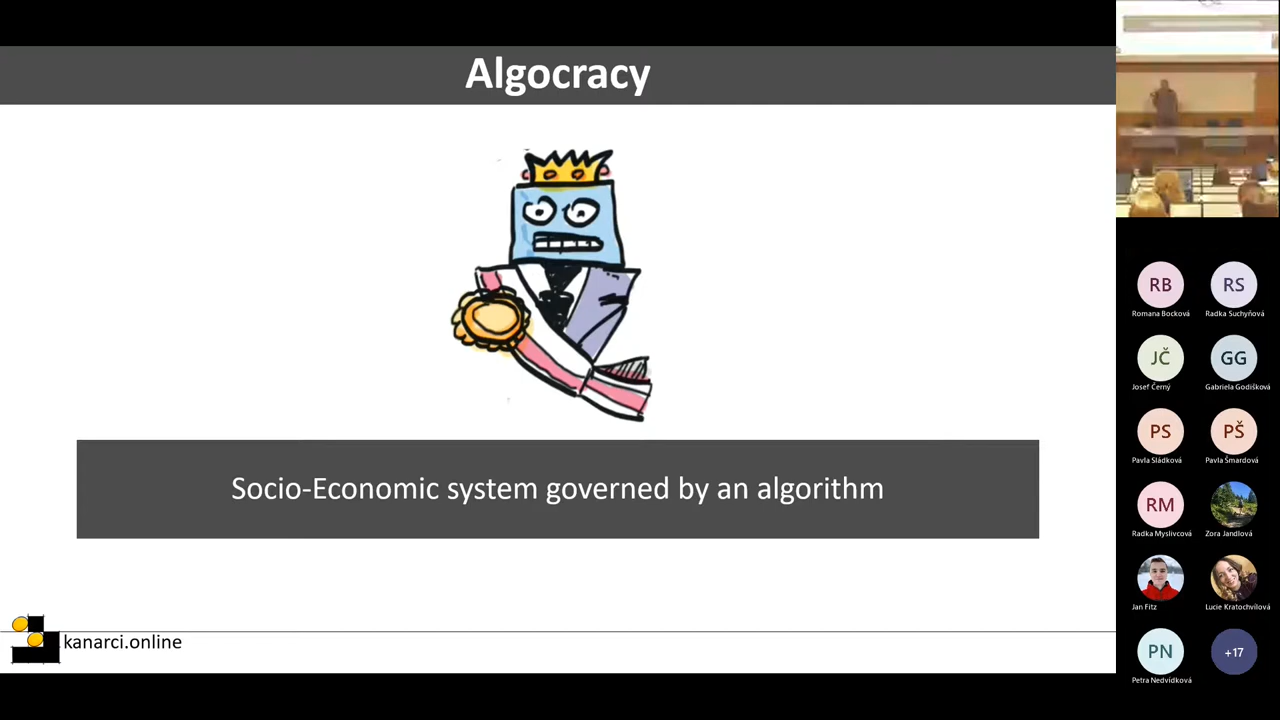 Algocracy
Socio-Economic system governed by an algorithm
kanarci.online
RB
RS
Romana Bocková
Radka Suchyňová
JČ
GG
Josef Černý
Gabriela Godišková
PS
PŠ
Pavla Sládková
Pavla Šmardová
RM
Radka Myslivcová
Zora Jandlová
Jan Fitz
Lucie Kratochvílová
PN
+17
Petra Nedvídková